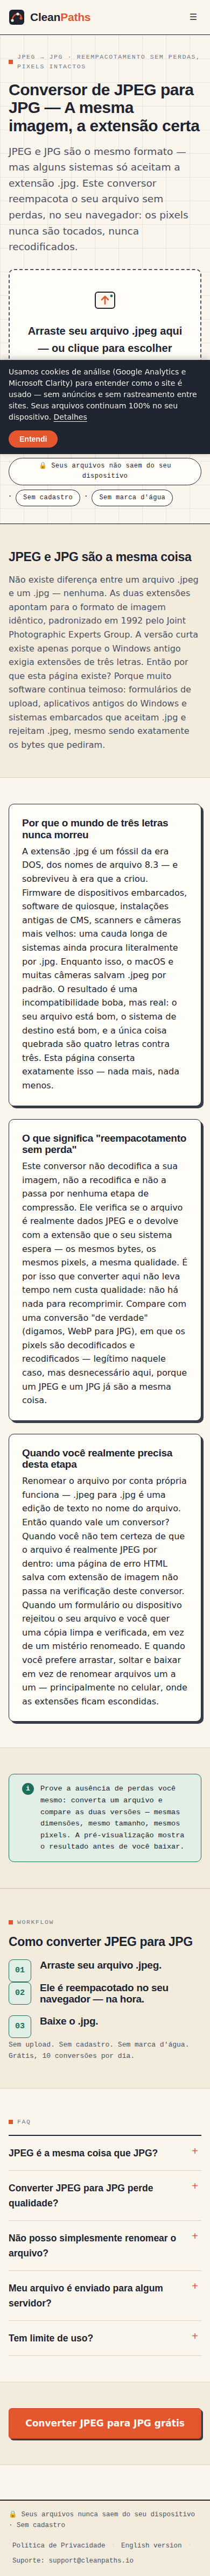 CleanPaths
JPEG → JPG · REEMPACOTAMENTO SEM PERDAS,
PIXELS INTACTOS
Conversor de JPEG para
JPG — A mesma
imagem, a extensão certa
JPEG e JPG são o mesmo formato —
mas alguns sistemas só aceitam a
extensão .jpg. Este conversor
reempacota o seu arquivo sem
perdas, no seu navegador: os pixels
nunca são tocados, nunca
recodificados.
Arraste seu arquivo .jpeg aqui
— ou clique para escolher
Usamos cookies de análise (Google Analytics e
Microsoft Clarity) para entender como o site é
usado — sem anúncios e sem rastreamento entre
sites. Seus arquivos continuam 100% no seu
dispositivo. Detalhes
Entendi
🔒 Seus arquivos não saem do seu
dispositivo
· Sem cadastro · Sem marca d'água
JPEG e JPG são a mesma coisa
Não existe diferença entre um arquivo .jpeg
e um .jpg — nenhuma. As duas extensões
apontam para o formato de imagem
idêntico, padronizado em 1992 pelo Joint
Photographic Experts Group. A versão curta
existe apenas porque o Windows antigo
exigia extensões de três letras. Então por
que esta página existe? Porque muito
software continua teimoso: formulários de
upload, aplicativos antigos do Windows e
sistemas embarcados que aceitam .jpg e
rejeitam .jpeg, mesmo sendo exatamente
os bytes que pediram.
Por que o mundo de três letras
nunca morreu
A extensão .jpg é um fóssil da era
DOS, dos nomes de arquivo 8.3 — e
sobreviveu à era que a criou.
Firmware de dispositivos embarcados,
software de quiosque, instalações
antigas de CMS, scanners e câmeras
mais velhos: uma cauda longa de
sistemas ainda procura literalmente
por .jpg. Enquanto isso, o macOS e
muitas câmeras salvam .jpeg por
padrão. O resultado é uma
incompatibilidade boba, mas real: o
seu arquivo está bom, o sistema de
destino está bom, e a única coisa
quebrada são quatro letras contra
três. Esta página conserta
exatamente isso — nada mais, nada
menos.
O que significa "reempacotamento
sem perda"
Este conversor não decodifica a sua
imagem, não a recodifica e não a
passa por nenhuma etapa de
compressão. Ele verifica se o arquivo
é realmente dados JPEG e o devolve
com a extensão que o seu sistema
espera — os mesmos bytes, os
mesmos pixels, a mesma qualidade. É
por isso que converter aqui não leva
tempo nem custa qualidade: não há
nada para recomprimir. Compare com
uma conversão "de verdade"
(digamos, WebP para JPG), em que os
pixels são decodificados e
recodificados — legítimo naquele
caso, mas desnecessário aqui, porque
um JPEG e um JPG já são a mesma
coisa.
Quando você realmente precisa
desta etapa
Renomear o arquivo por conta própria
funciona — .jpeg para .jpg é uma
edição de texto no nome do arquivo.
Então quando vale um conversor?
Quando você não tem certeza de que
o arquivo é realmente JPEG por
dentro: uma página de erro HTML
salva com extensão de imagem não
passa na verificação deste conversor.
Quando um formulário ou dispositivo
rejeitou o seu arquivo e você quer
uma cópia limpa e verificada, em vez
de um mistério renomeado. E quando
você prefere arrastar, soltar e baixar
em vez de renomear arquivos um a
um — principalmente no celular, onde
as extensões ficam escondidas.
i
Prove a ausência de perdas você
mesmo: converta um arquivo e
compare as duas versões — mesmas
dimensões, mesmo tamanho, mesmos
pixels. A pré-visualização mostra
o resultado antes de você baixar.
WORKFLOW
Como converter JPEG para JPG
01 Arraste seu arquivo .jpeg.
02 Ele é reempacotado no seu
navegador — na hora.
03 Baixe o .jpg.
Sem upload. Sem cadastro. Sem marca d'água.
Grátis, 10 conversões por dia.
FAQ
JPEG é a mesma coisa que JPG? +
Converter JPEG para JPG perde +
qualidade?
Não posso simplesmente renomear o +
arquivo?
Meu arquivo é enviado para algum +
servidor?
Tem limite de uso? +
Converter JPEG para JPG grátis
🔒 Seus arquivos nunca saem do seu dispositivo
· Sem cadastro
Política de Privacidade English version
Suporte: support@cleanpaths.io